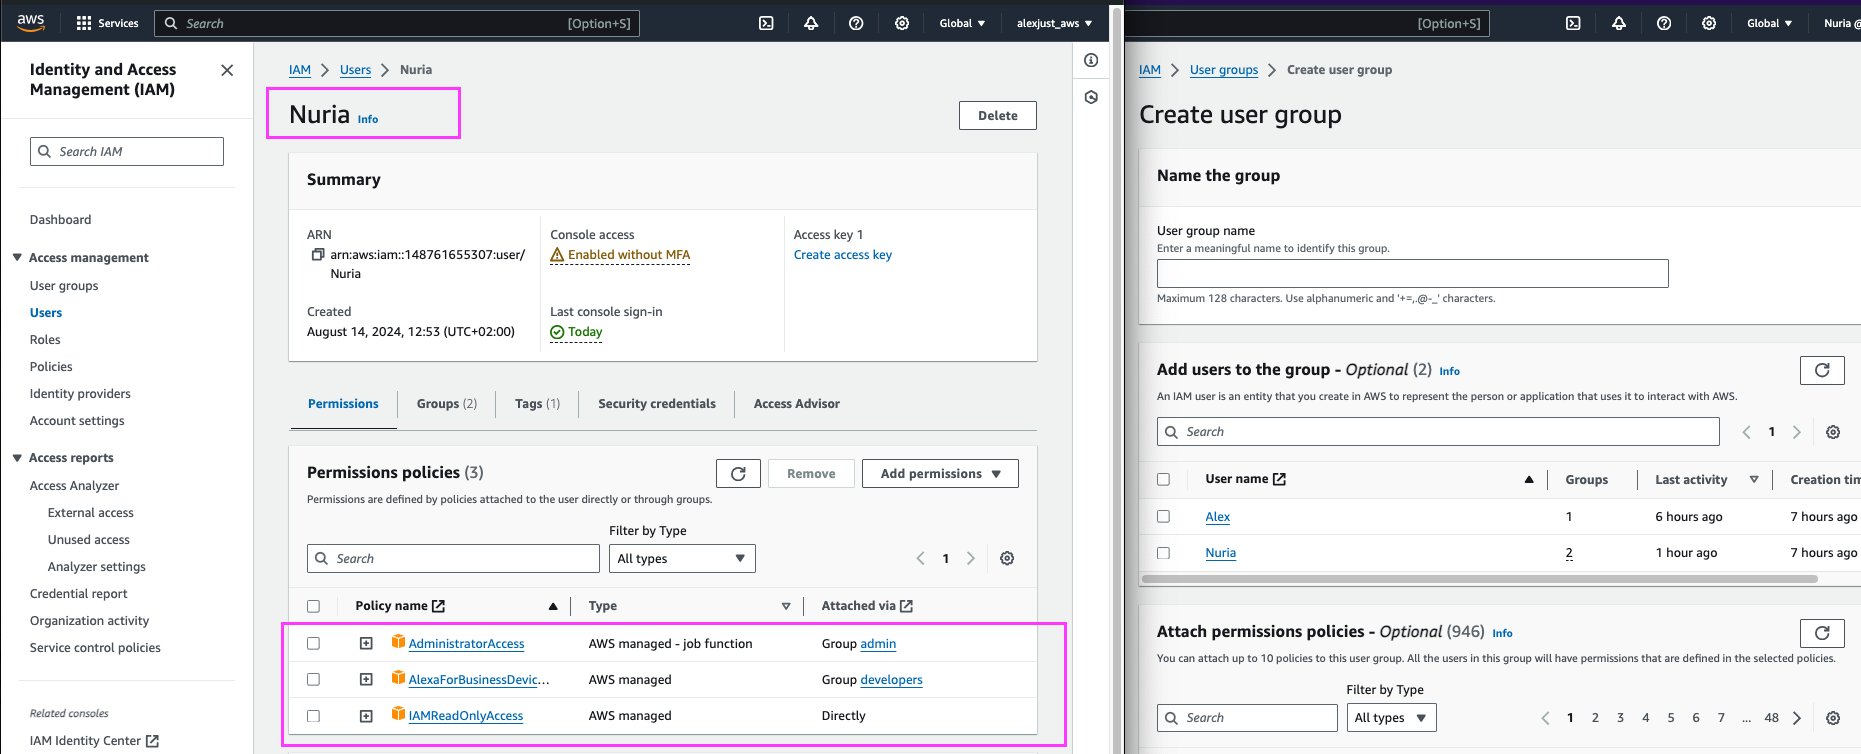 aws
Services
Search
[Option+S]
Global
alexjust_aws
Identity and Access
Management (IAM)
Search IAM
Dashboard
Access management
User groups
Users
Roles
Policies
Identity providers
Account settings
Access reports
Access Analyzer
External access
Unused access
Analyzer settings
Credential report
Organization activity
Service control policies
Related consoles
IAM Identity Center
IAM > Users > Nuria
Nuria Info
Delete
Summary
ARN
arn:aws:iam::148761655307:user/
Nuria
Console access
Enabled without MFA
Access key 1
Create access key
Created
August 14, 2024, 12:53 (UTC+02:00)
Last console sign-in
Today
Permissions
Groups (2)
Tags (1)
Security credentials
Access Advisor
Permissions policies (3)
Remove
Add permissions
Permissions are defined by policies attached to the user directly or through groups.
Filter by Type
Search
All types
1
Policy name
Type
Attached via
AdministratorAccess
AWS managed - job function
Group admin
AlexaForBusinessDevic...
AWS managed
Group developers
IAMReadOnlyAccess
AWS managed
Directly
[Option+S]
Global
Nuria @
IAM > User groups > Create user group
Create user group
Name the group
User group name
Enter a meaningful name to identify this group.
Maximum 128 characters. Use alphanumeric and '+=,.@-_' characters.
Add users to the group - Optional (2) Info
An IAM user is an entity that you create in AWS to represent the person or application that uses it to interact with AWS.
Search
1
User name
Groups
Last activity
Creation tim
Alex
1
6 hours ago
7 hours ago
Nuria
2
1 hour ago
7 hours ago
Attach permissions policies - Optional (946) Info
You can attach up to 10 policies to this user group. All the users in this group will have permissions that are defined in the selected policies.
Filter by Type
Search
All types
1 2 3 4 5 6 7 ... 48